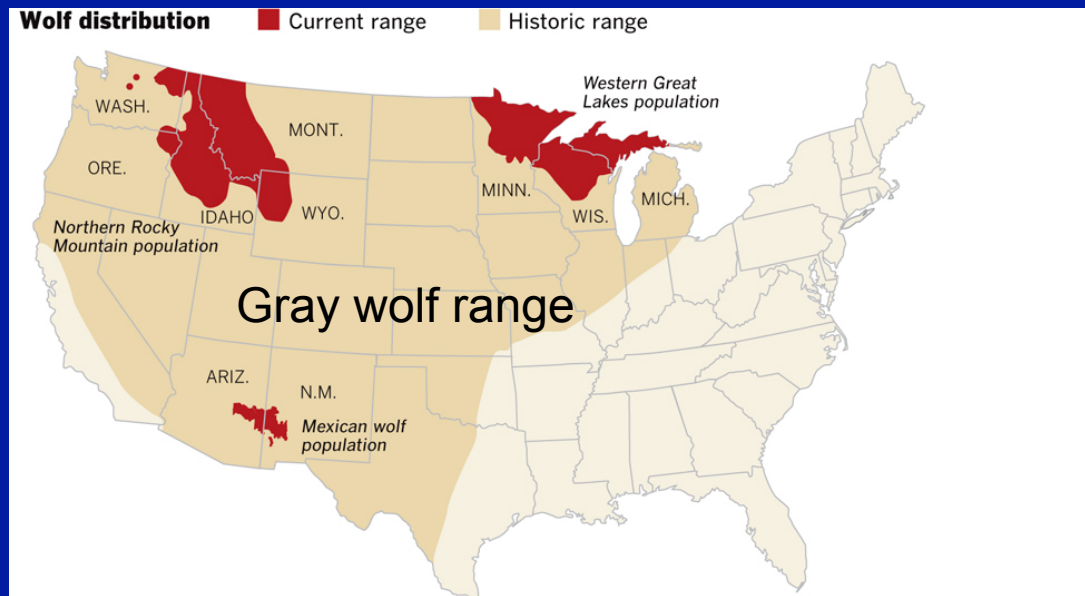 Wolf distribution
Current range
Historic range
Western Great
Lakes population
WASH.
MONT.
ORE.
MINN.
IDAHO
WYO.
WIS.
MICH.
Northern Rocky
Mountain population
Gray wolf range
ARIZ.
N.M.
Mexican wolf
population